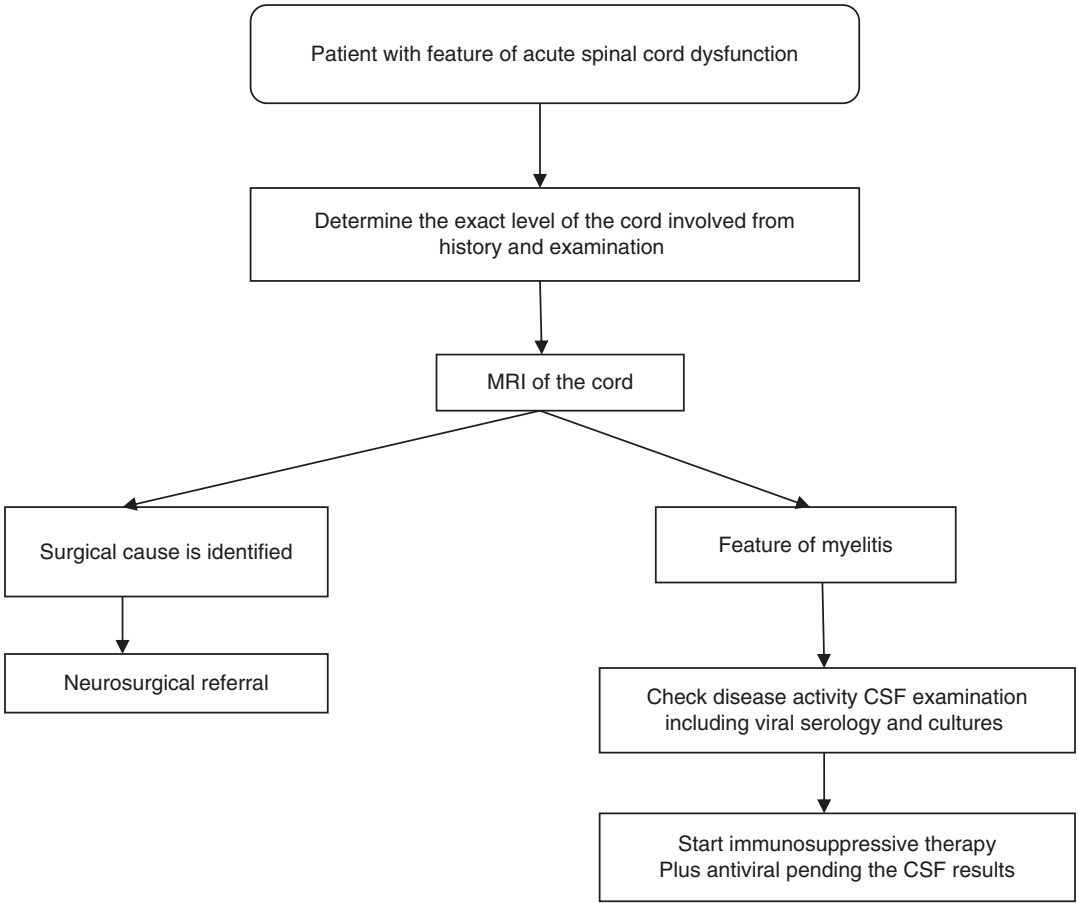 Patient with feature of acute spinal cord dysfunction
Determine the exact level of the cord involved from
history and examination
MRI of the cord
Surgical cause is identified
Neurosurgical referral
Feature of myelitis
Check disease activity CSF examination
including viral serology and cultures
Start immunosuppressive therapy
Plus antiviral pending the CSF results